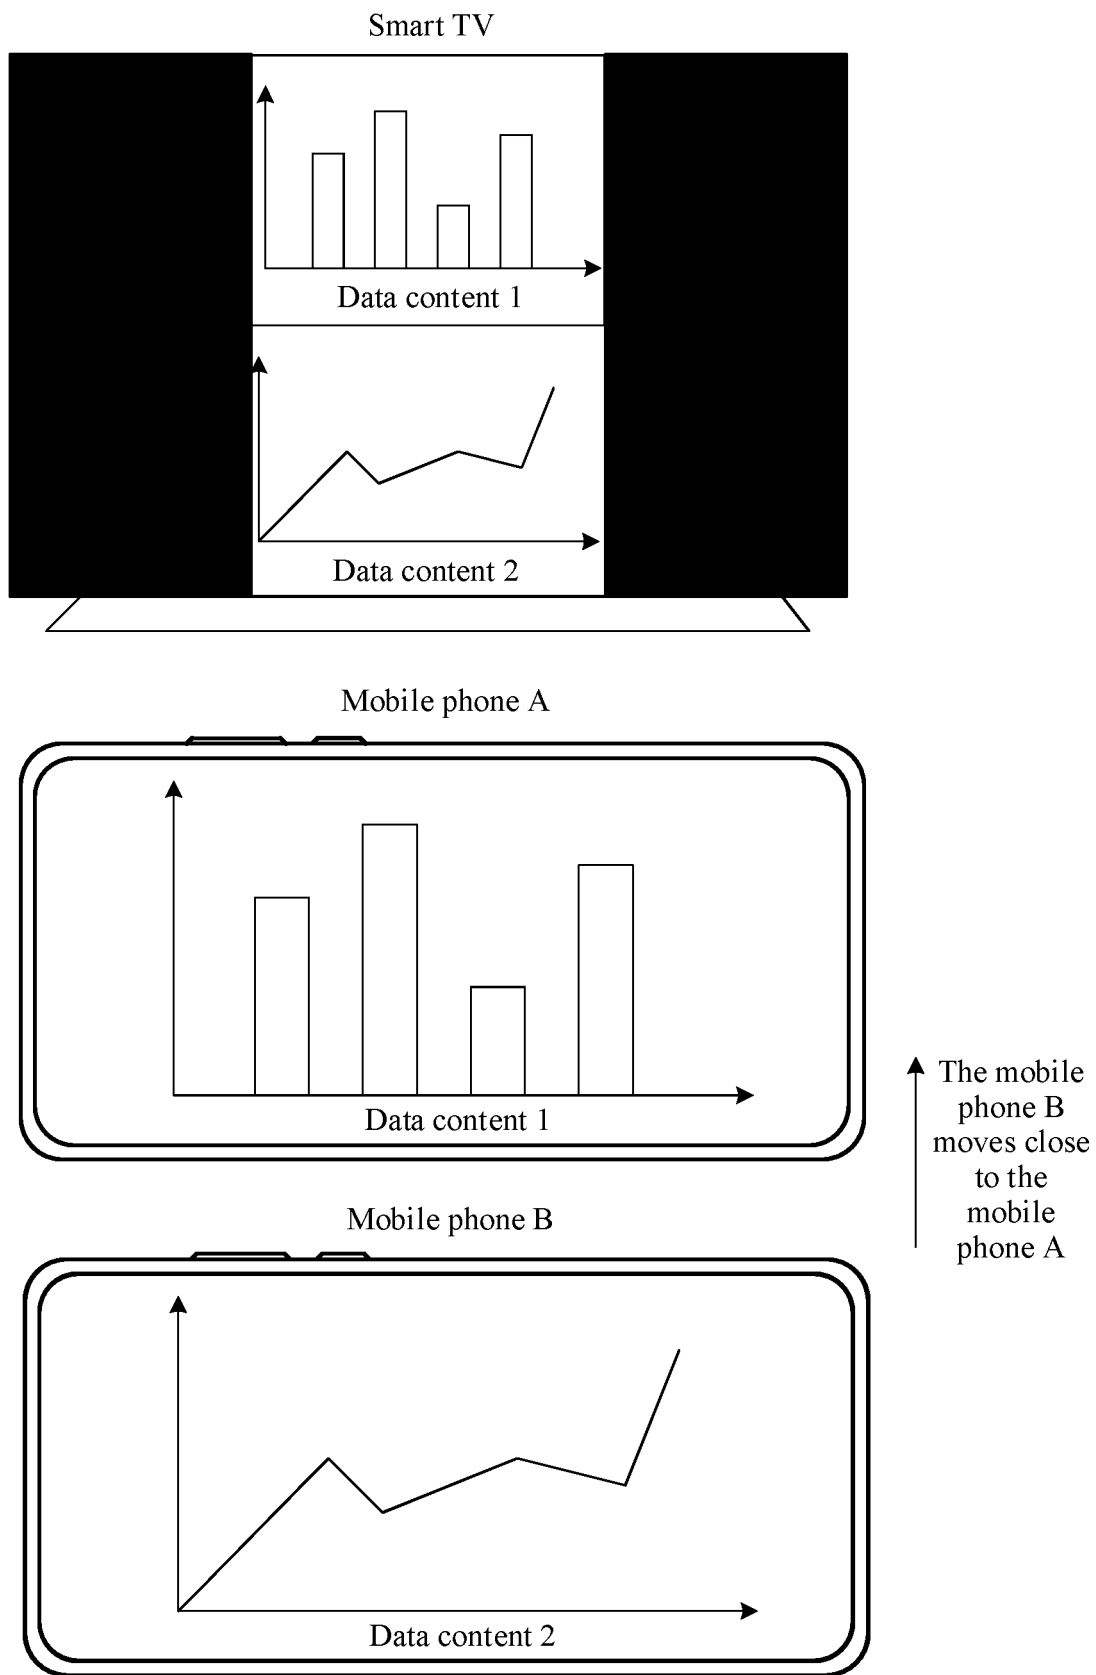 Smart TV
Data content 1
Data content 2
Mobile phone A
Data content 1
The mobile
phone B
moves close
to the
mobile
phone A
Mobile phone B
Data content 2